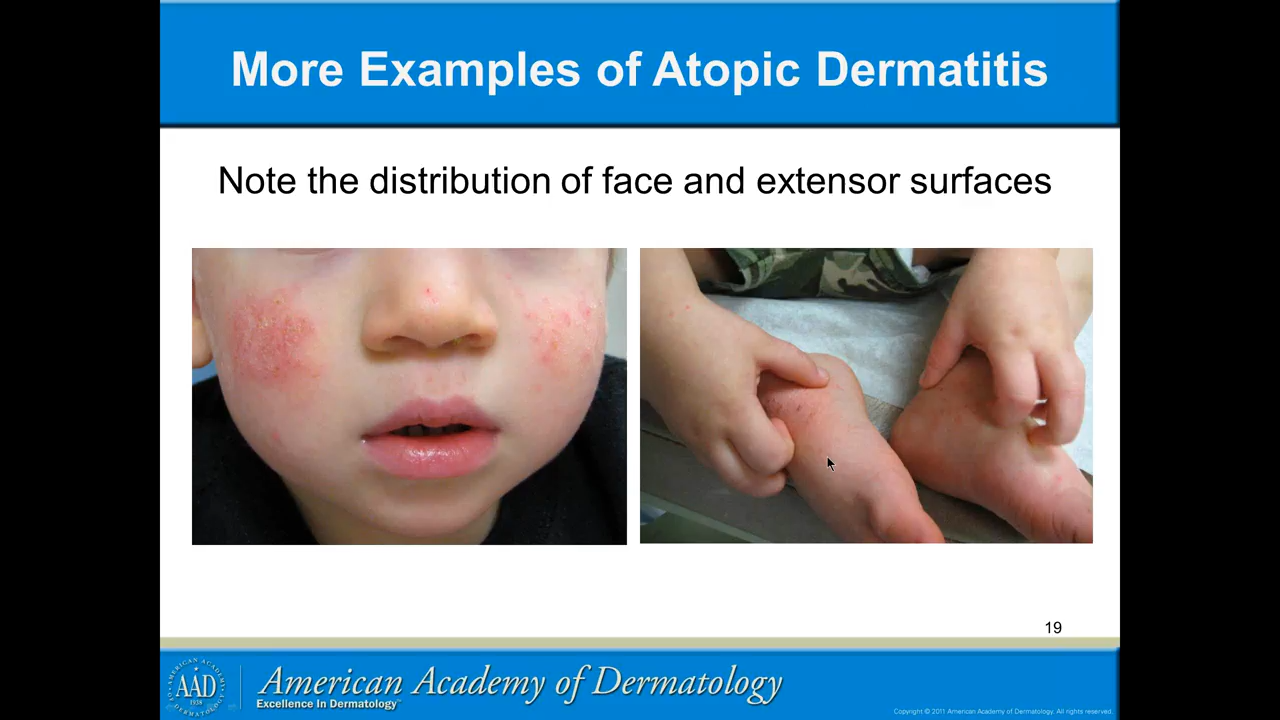 More Examples of Atopic Dermatitis
Note the distribution of face and extensor surfaces
19
AMERICAN ACADEMY OF DERMATOLOGY
AAD
1938
American Academy of Dermatology
Excellence In Dermatology™
Copyright © 2011 American Academy of Dermatology. All rights reserved.